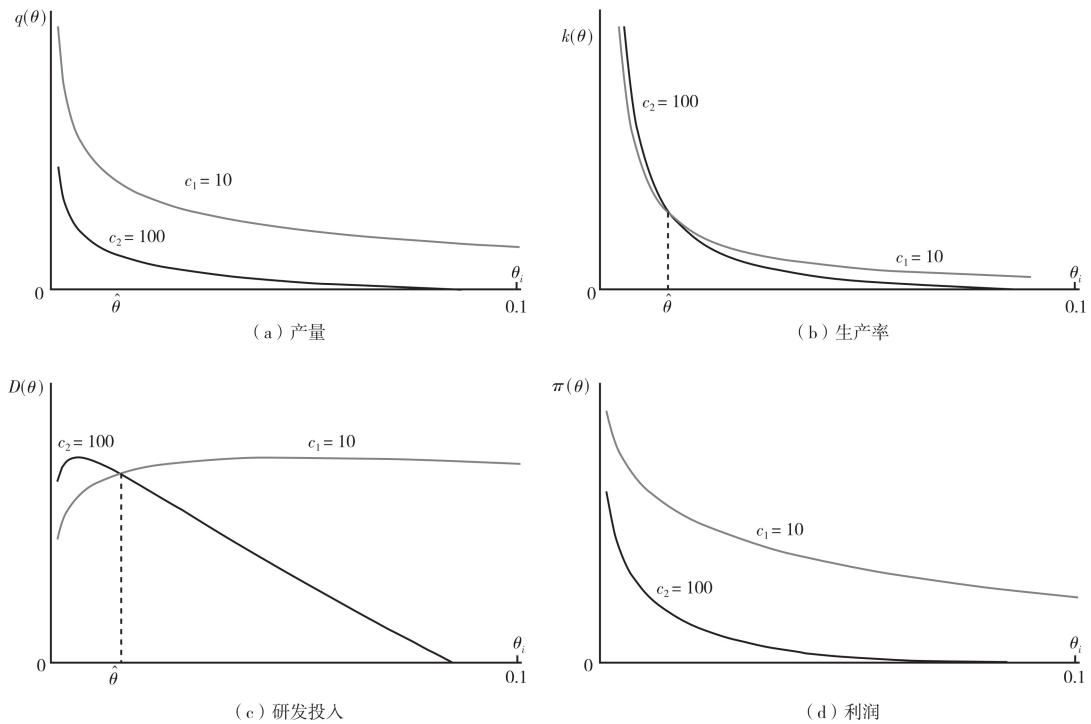 q(θ)
c₁ = 10
c₂ = 100
θᵢ
0
θ̂
0.1
（a）产量
k(θ)
c₂ = 100
c₁ = 10
θᵢ
0
θ̂
0.1
（b）生产率
D(θ)
c₂ = 100
c₁ = 10
θᵢ
0
θ̂
0.1
（c）研发投入
π(θ)
c₁ = 10
c₂ = 100
θᵢ
0
0.1
（d）利润